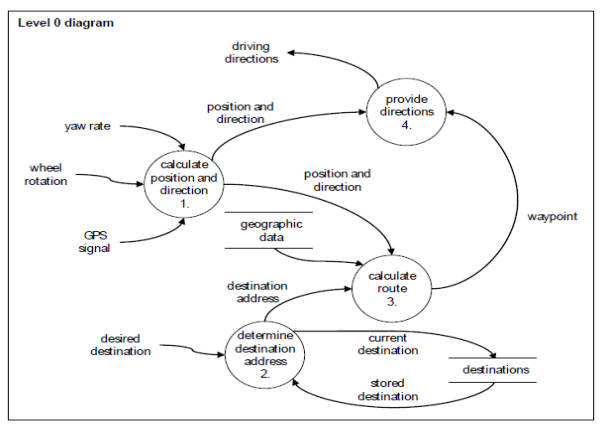 Level 0 diagram
driving
directions
provide
directions
4.
position and
direction
yaw rate
calculate
position and
direction
1.
wheel
rotation
position and
direction
GPS
signal
geographic
data
waypoint
calculate
route
3.
destination
address
desired
destination
determine
destination
address
2.
current
destination
destinations
stored
destination